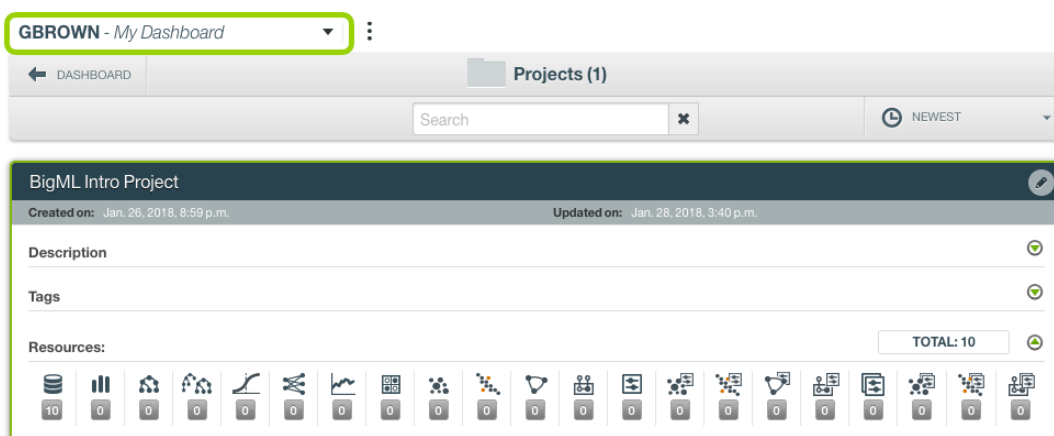 GBROWN - My Dashboard
DASHBOARD
Projects (1)
Search
NEWEST
BigML Intro Project
Created on: Jan. 26, 2018, 8:59 p.m.
Updated on: Jan. 28, 2018, 3:40 p.m.
Description
Tags
Resources:
TOTAL: 10
10 0 0 0 0 0 0 0 0 0 0 0 0 0 0 0 0 0 0 0 0